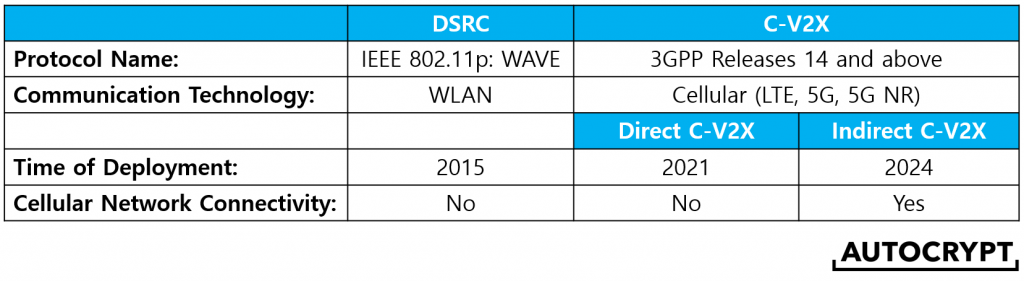 DSRC C-V2X
Protocol Name: IEEE 802.11p: WAVE 3GPP Releases 14 and above
Communication Technology: WLAN Cellular (LTE, 5G, 5G NR)
Direct C-V2X Indirect C-V2X
Time of Deployment: 2015 2021 2024
Cellular Network Connectivity: No No Yes
AUTOCRYPT